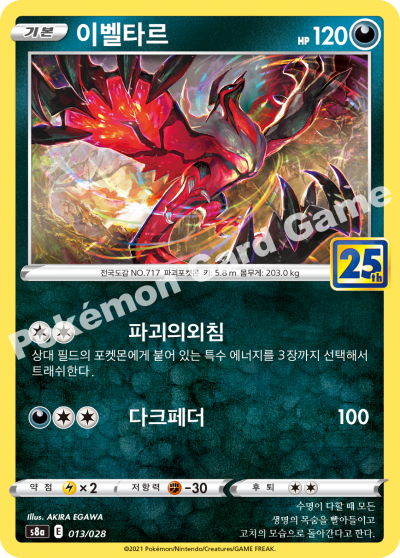 기본 이벨타르 HP 120
Pokémon Card Game
전국도감 NO.717 파괴포켓몬 키: 5.8 m 몸무게: 203.0 kg
25th
파괴의외침
상대 필드의 포켓몬에게 붙어 있는 특수 에너지를 3장까지 선택해서
트래쉬한다.
다크페더 100
약점 ×2 저항력 -30 후퇴
Illus. AKIRA EGAWA
s8a E 013/028
수명이 다할 때 모든
생명의 목숨을 빨아들이고
고치의 모습으로 돌아간다고 한다.
©2021 Pokémon/Nintendo/Creatures/GAME FREAK.